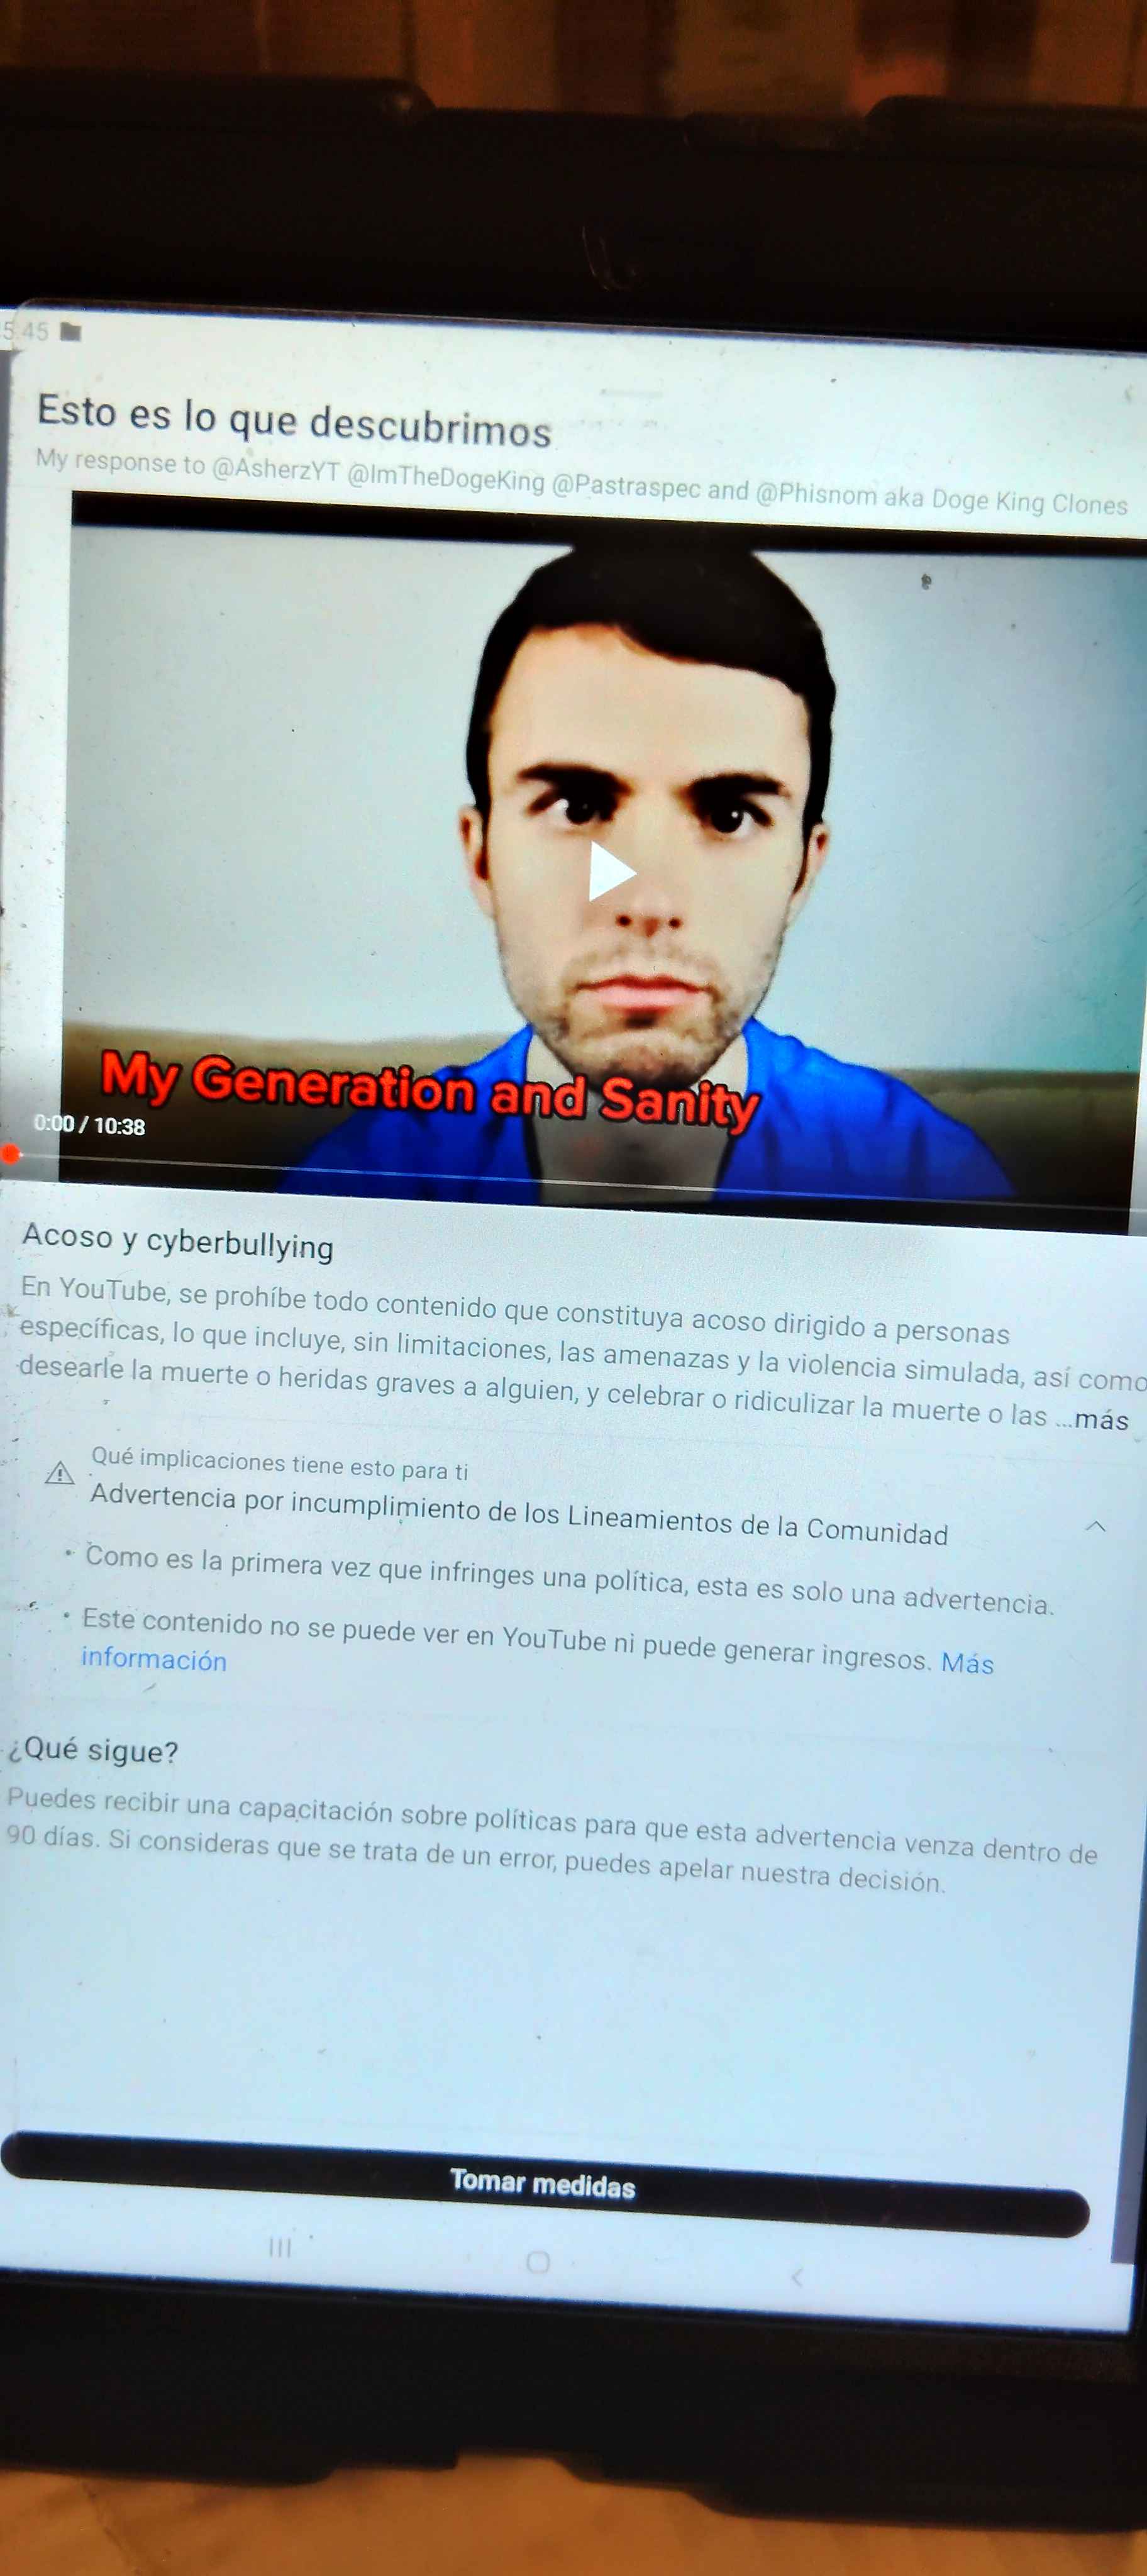 5:45
Esto es lo que descubrimos
My response to @AsherzYT @ImTheDogeKing @Pastraspec and @Phisnom aka Doge King Clones
My Generation and Sanity
0:00 / 10:38
Acoso y cyberbullying
En YouTube, se prohíbe todo contenido que constituya acoso dirigido a personas
específicas, lo que incluye, sin limitaciones, las amenazas y la violencia simulada, así como
desearle la muerte o heridas graves a alguien, y celebrar o ridiculizar la muerte o las ...más
Qué implicaciones tiene esto para ti
Advertencia por incumplimiento de los Lineamientos de la Comunidad
• Como es la primera vez que infringes una política, esta es solo una advertencia.
• Este contenido no se puede ver en YouTube ni puede generar ingresos. Más
información
¿Qué sigue?
Puedes recibir una capacitación sobre políticas para que esta advertencia venza dentro de
90 días. Si consideras que se trata de un error, puedes apelar nuestra decisión.
Tomar medidas